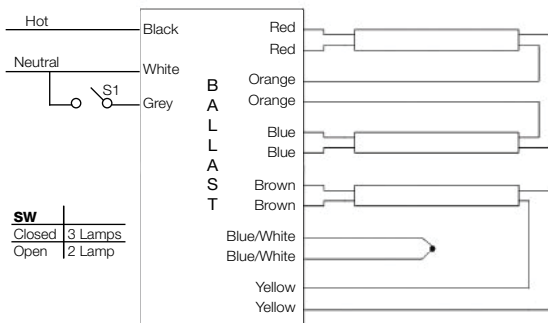 Hot
Black
Neutral
White
S1
Grey
BALLAST
Red
Red
Orange
Orange
Blue
Blue
Brown
Brown
Blue/White
Blue/White
Yellow
Yellow
SW
Closed 3 Lamps
Open 2 Lamp